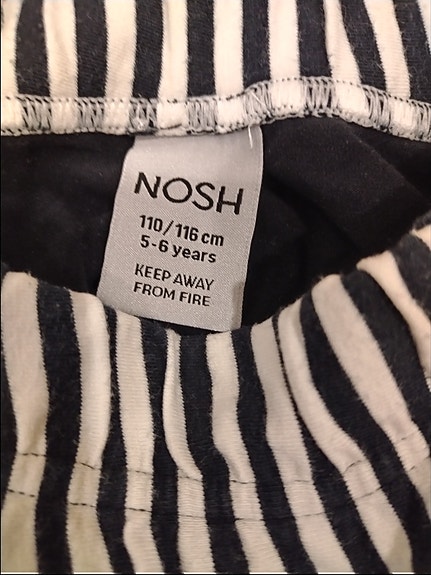 NOSH
110/116 cm
5-6 years
KEEP AWAY
FROM FIRE